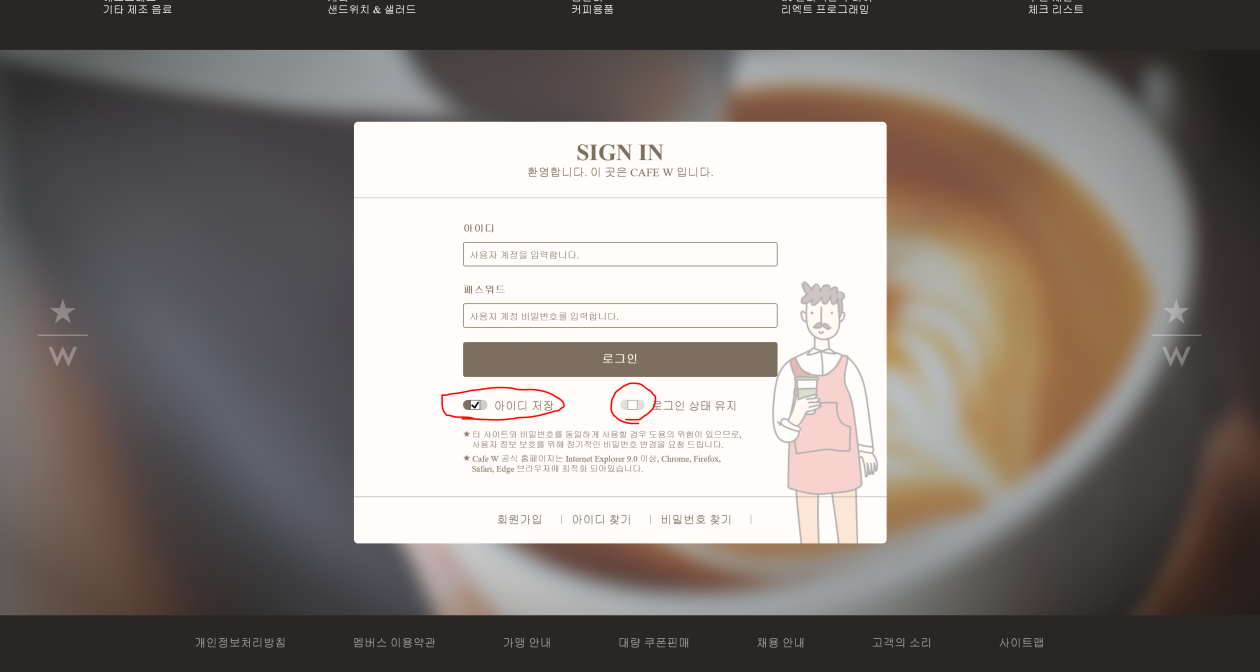 기타 제조 음료
샌드위치 & 샐러드
커피용품
리엑트 프로그래밍
체크 리스트
SIGN IN
환영합니다. 이 곳은 CAFE W 입니다.
아이디
사용자 계정을 입력합니다.
패스워드
사용자 계정 비밀번호를 입력합니다.
로그인
아이디 저장
로그인 상태 유지
★ 타 사이트와 비밀번호를 동일하게 사용할 경우 도용의 위험이 있으므로,
사용자 정보 보호를 위해 정기적인 비밀번호 변경을 요청 드립니다.
★ Cafe W 공식 홈페이지는 Internet Explorer 9.0 이상, Chrome, Firefox,
Safari, Edge 브라우저에 최적화 되어있습니다.
회원가입 | 아이디 찾기 | 비밀번호 찾기 |
W
W
개인정보처리방침
멤버스 이용약관
가맹 안내
대량 쿠폰판매
채용 안내
고객의 소리
사이트맵